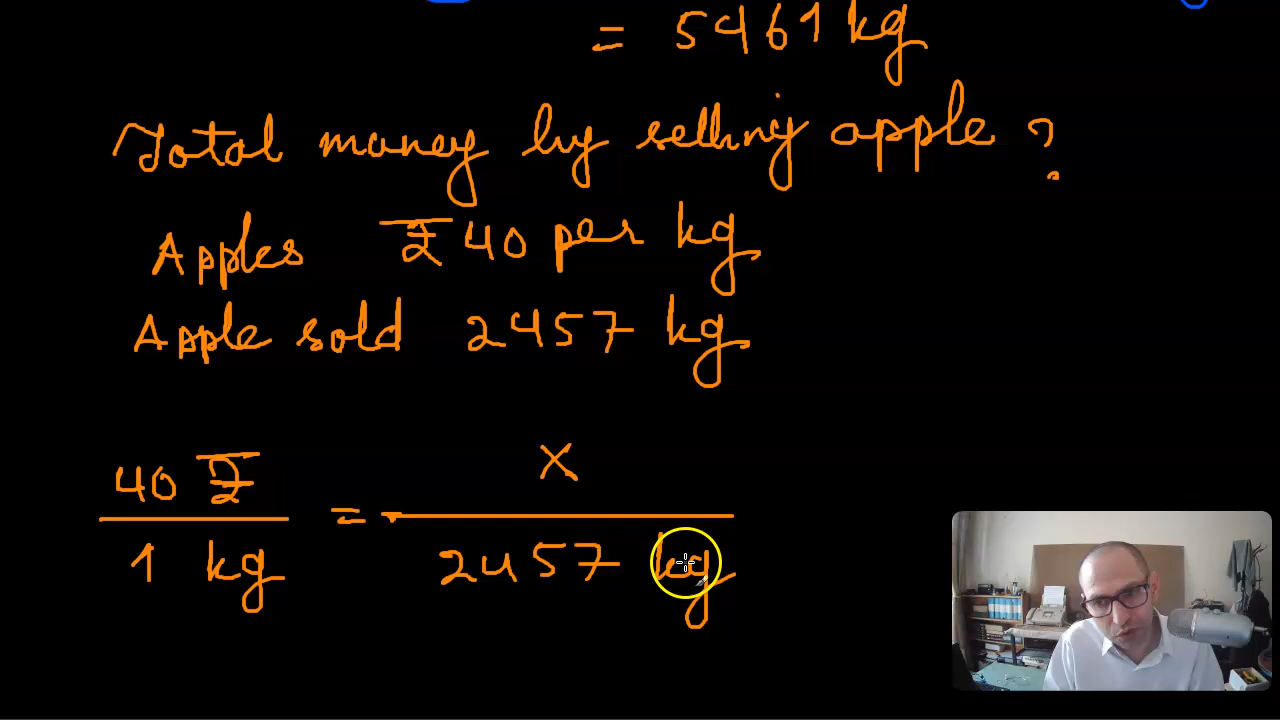 = 5461 kg
Total money by selling apple ?
Apples ₹ 40 per kg
Apple sold 2457 kg
40 ₹ / 1 kg = x / 2457 kg